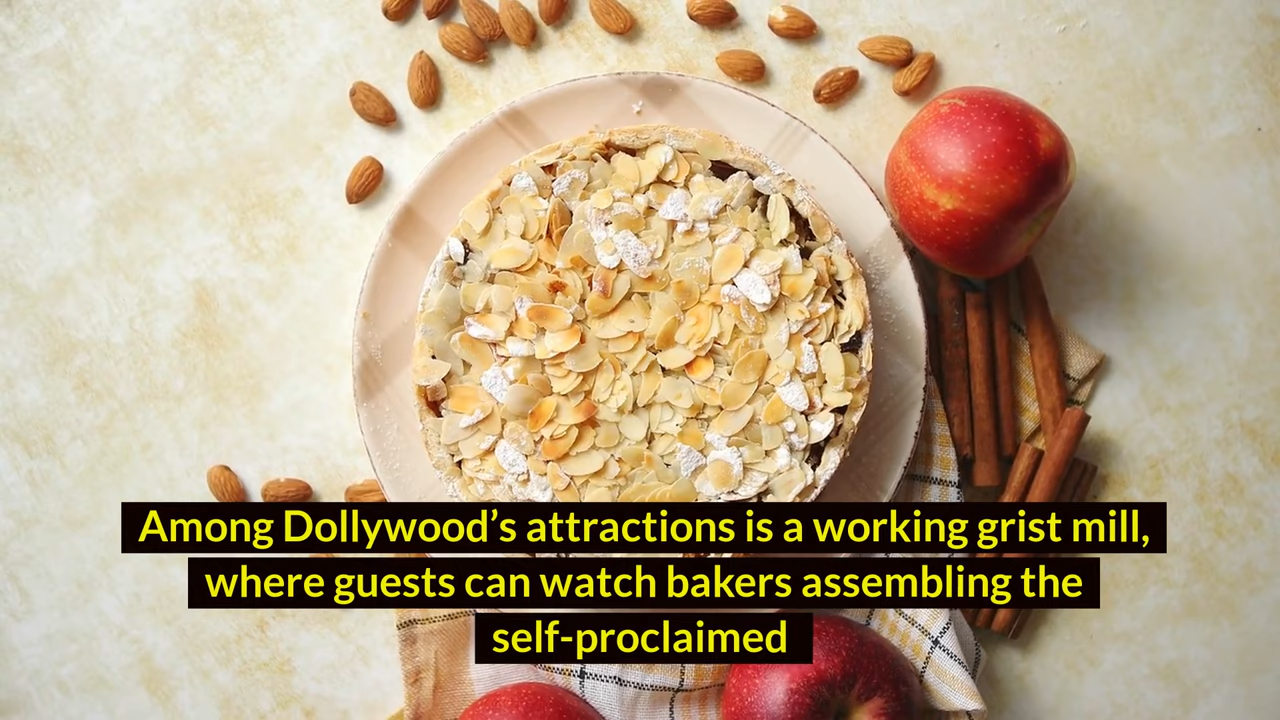 Among Dollywood’s attractions is a working grist mill,
where guests can watch bakers assembling the
self-proclaimed